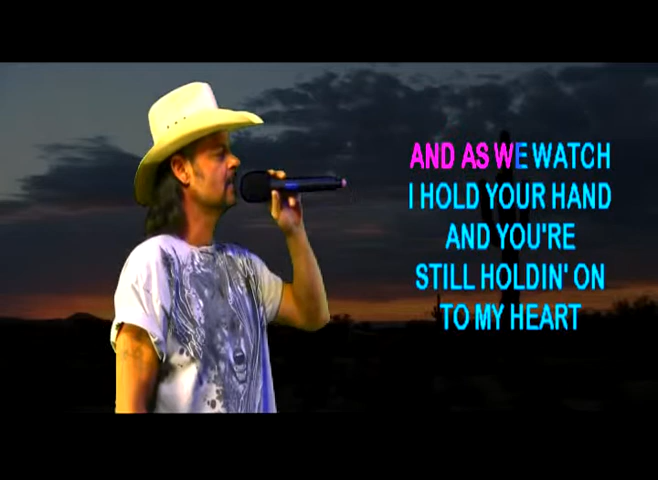 AND AS WE WATCH
I HOLD YOUR HAND
AND YOU'RE
STILL HOLDIN' ON
TO MY HEART